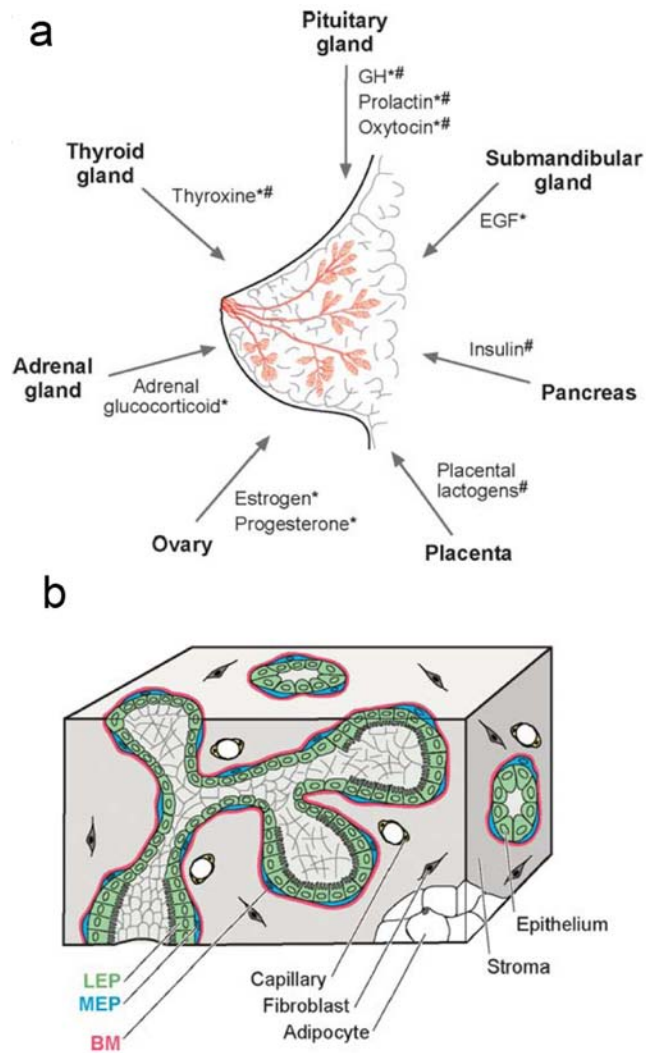 a
Pituitary
gland
GH*#
Prolactin*#
Oxytocin*#
Thyroid
gland
Thyroxine*#
Submandibular
gland
EGF*
Adrenal
gland
Adrenal
glucocorticoid*
Insulin#
Pancreas
Estrogen*
Progesterone*
Ovary
Placental
lactogens#
Placenta
b
Epithelium
Stroma
LEP
MEP
BM
Capillary
Fibroblast
Adipocyte